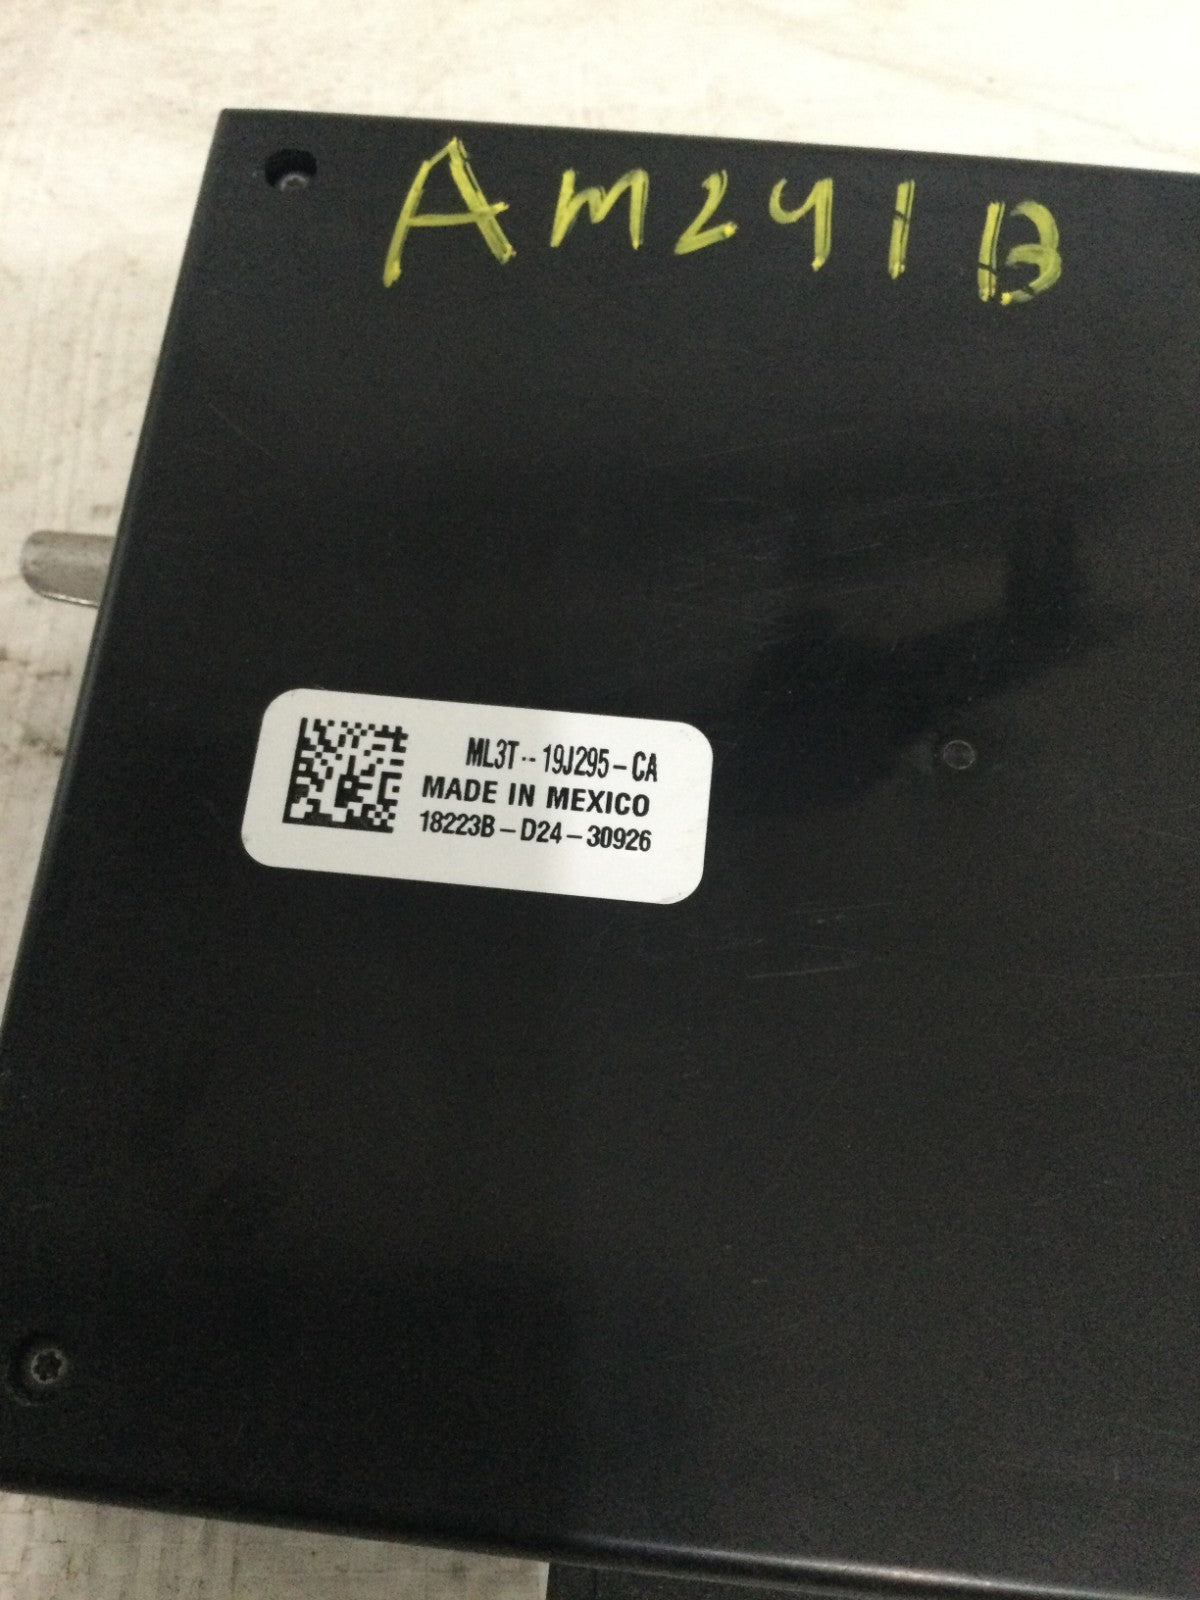 AM241B
ML3T--19J295-CA
MADE IN MEXICO
18223B-D24-30926